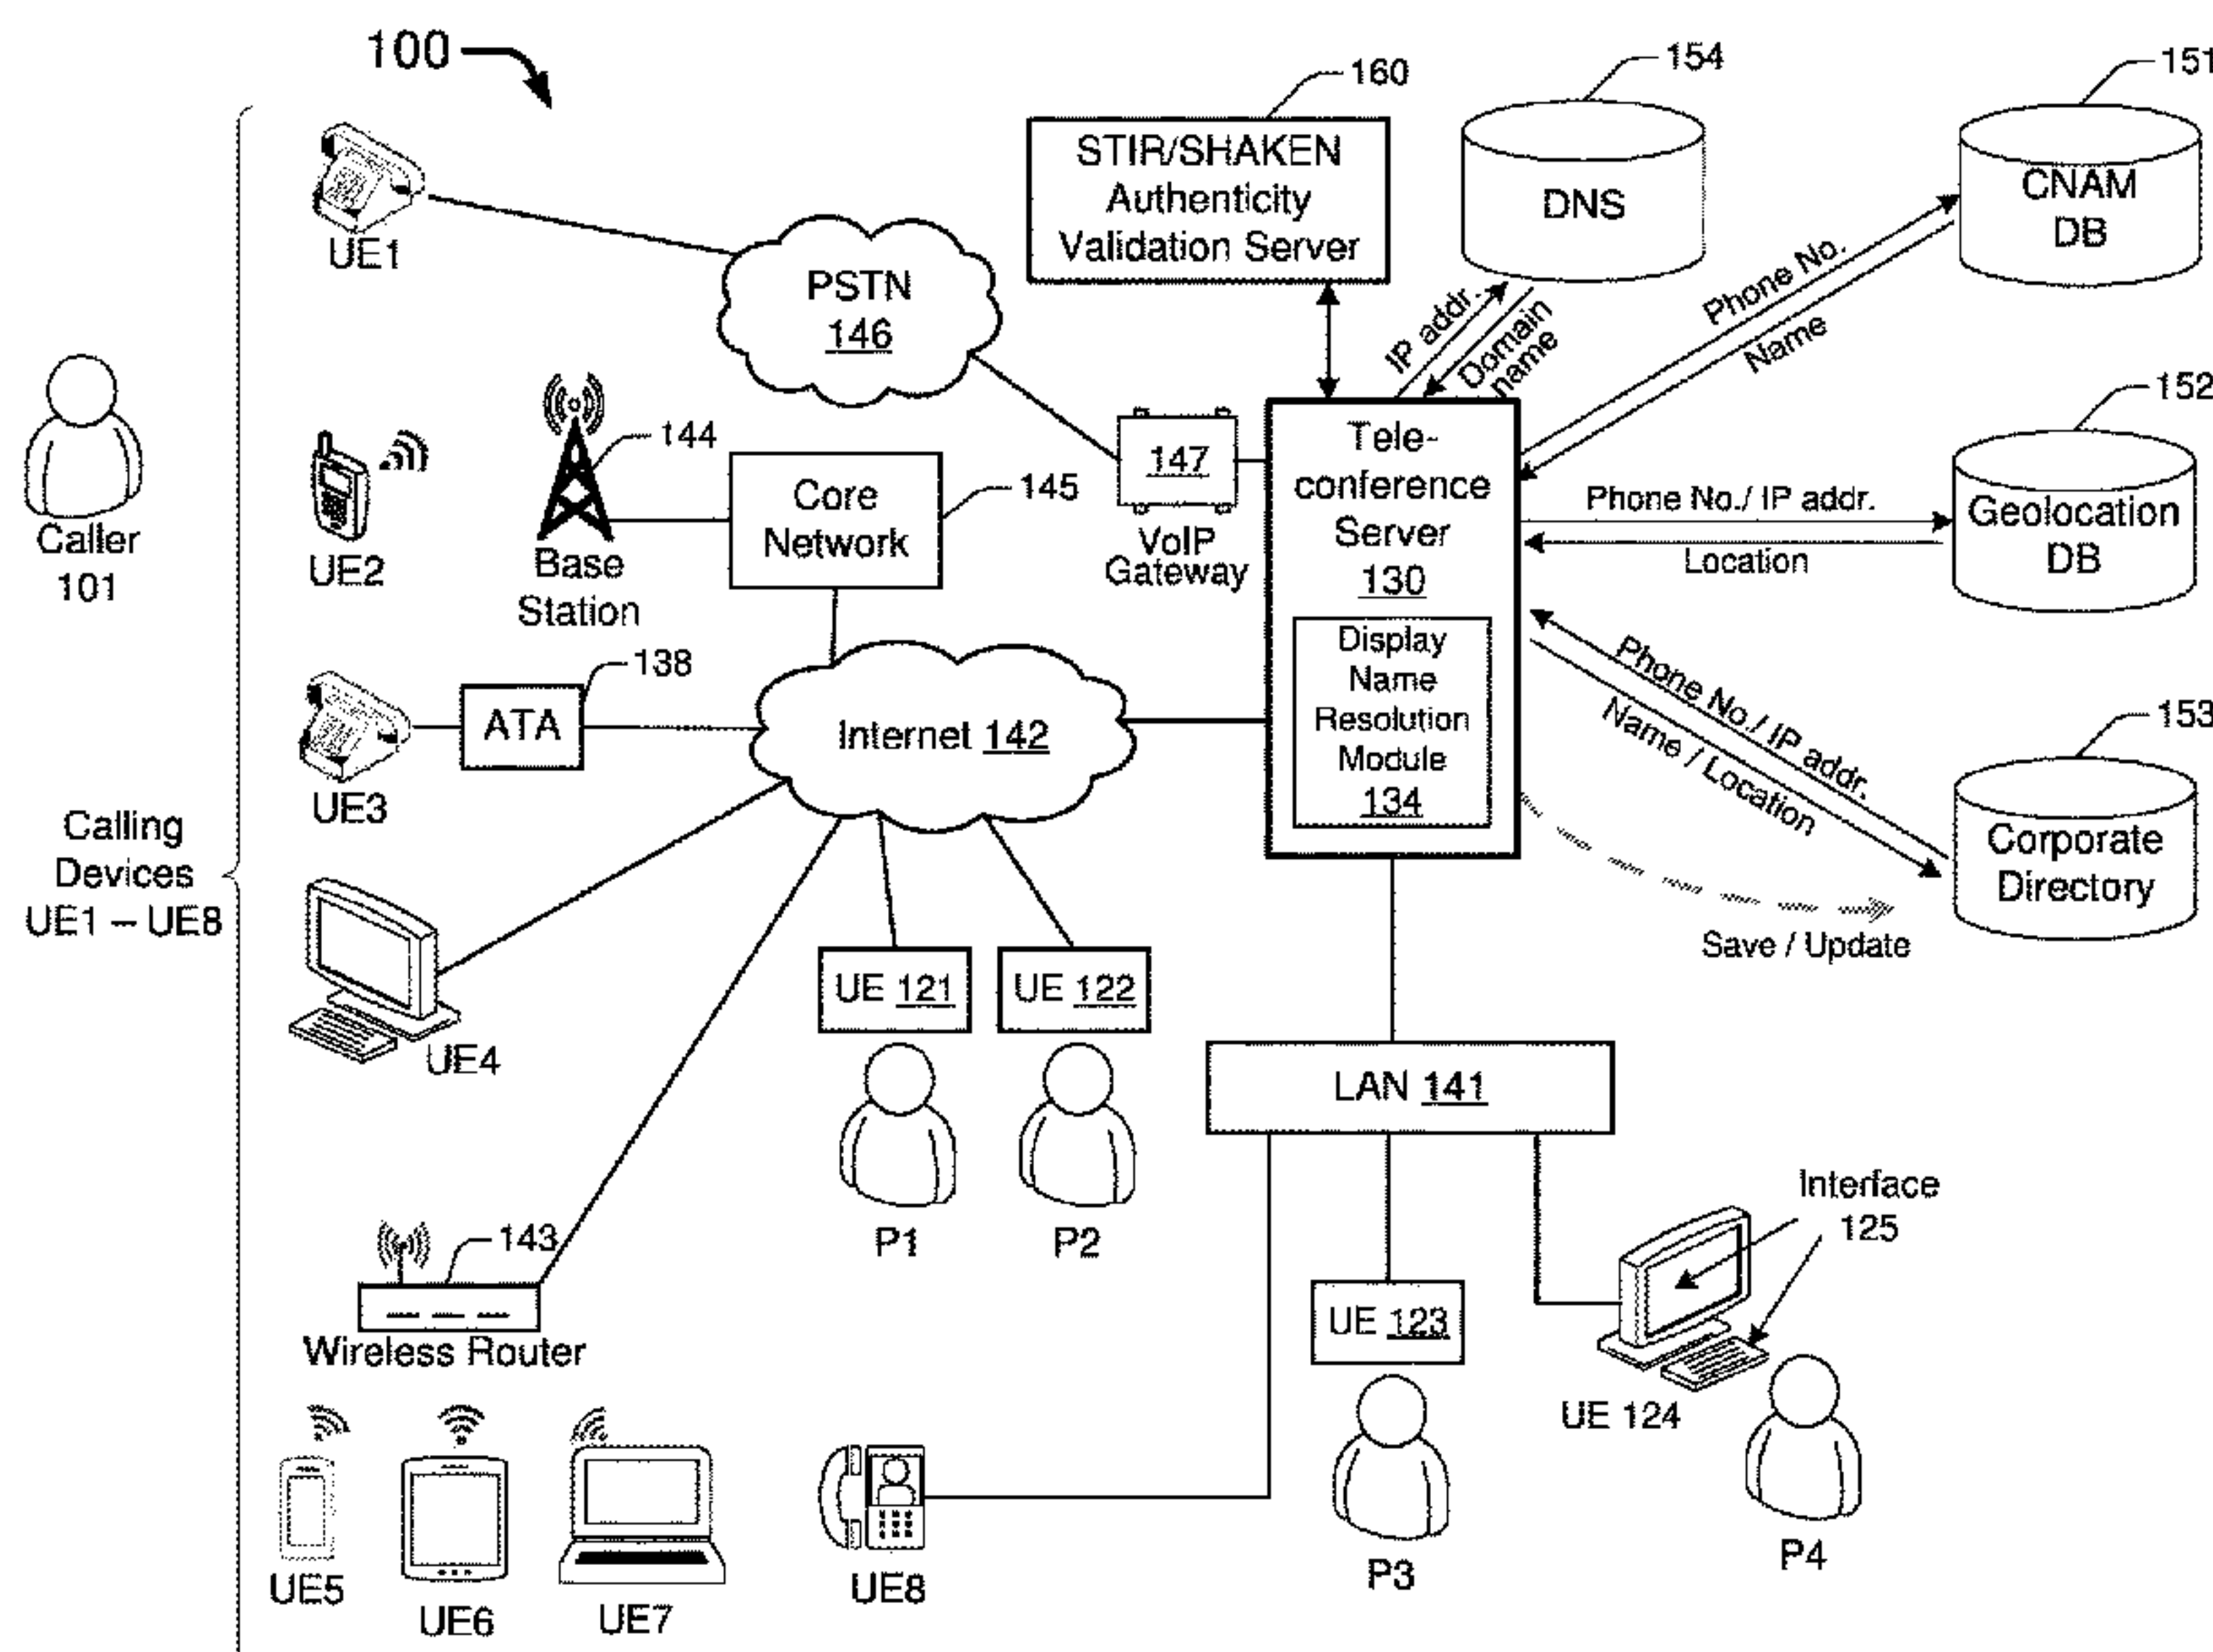 100
160
154
151
UE1
PSTN
146
STIR/SHAKEN
Authenticity
Validation Server
DNS
CNAM
DB
IP addr.
Domain
name
Phone No.
Name
152
Caller
101
UE2
144
Base
Station
Core
Network
145
147
VoIP
Gateway
Tele-
conference
Server
130
Display
Name
Resolution
Module
134
Phone No./ IP addr.
Location
Geolocation
DB
Phone No./ IP addr.
Name / Location
153
Corporate
Directory
Save / Update
138
ATA
UE3
Internet 142
Calling
Devices
UE1 – UE8
UE4
UE 121
UE 122
P1
P2
LAN 141
Interface
125
143
Wireless Router
UE 123
UE 124
UE5
UE6
UE7
UE8
P3
P4